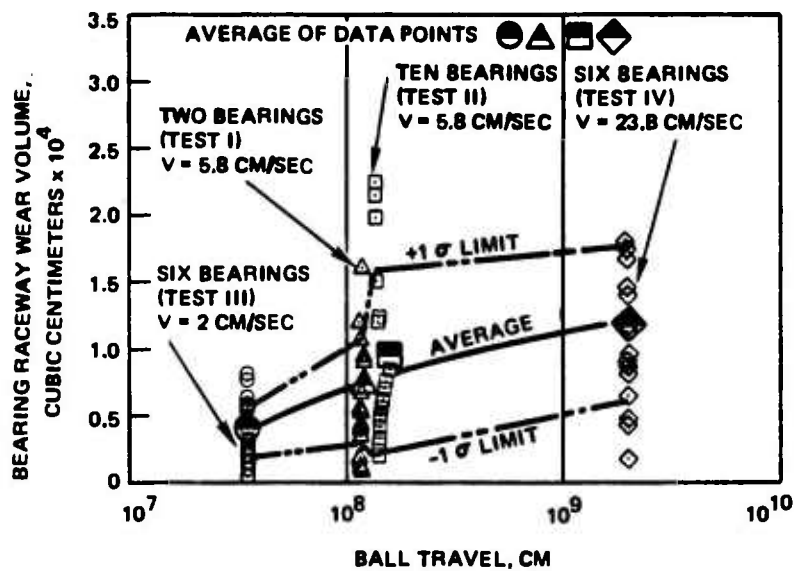 AVERAGE OF DATA POINTS
TEN BEARINGS
(TEST II)
V = 5.8 CM/SEC
SIX BEARINGS
(TEST IV)
V = 23.8 CM/SEC
TWO BEARINGS
(TEST I)
V = 5.8 CM/SEC
SIX BEARINGS
(TEST III)
V = 2 CM/SEC
+1 σ LIMIT
AVERAGE
-1 σ LIMIT
BEARING RACEWAY WEAR VOLUME,
CUBIC CENTIMETERS x 10⁴
3.5
3.0
2.5
2.0
1.5
1.0
0.5
0
10⁷
10⁸
10⁹
10¹⁰
BALL TRAVEL, CM